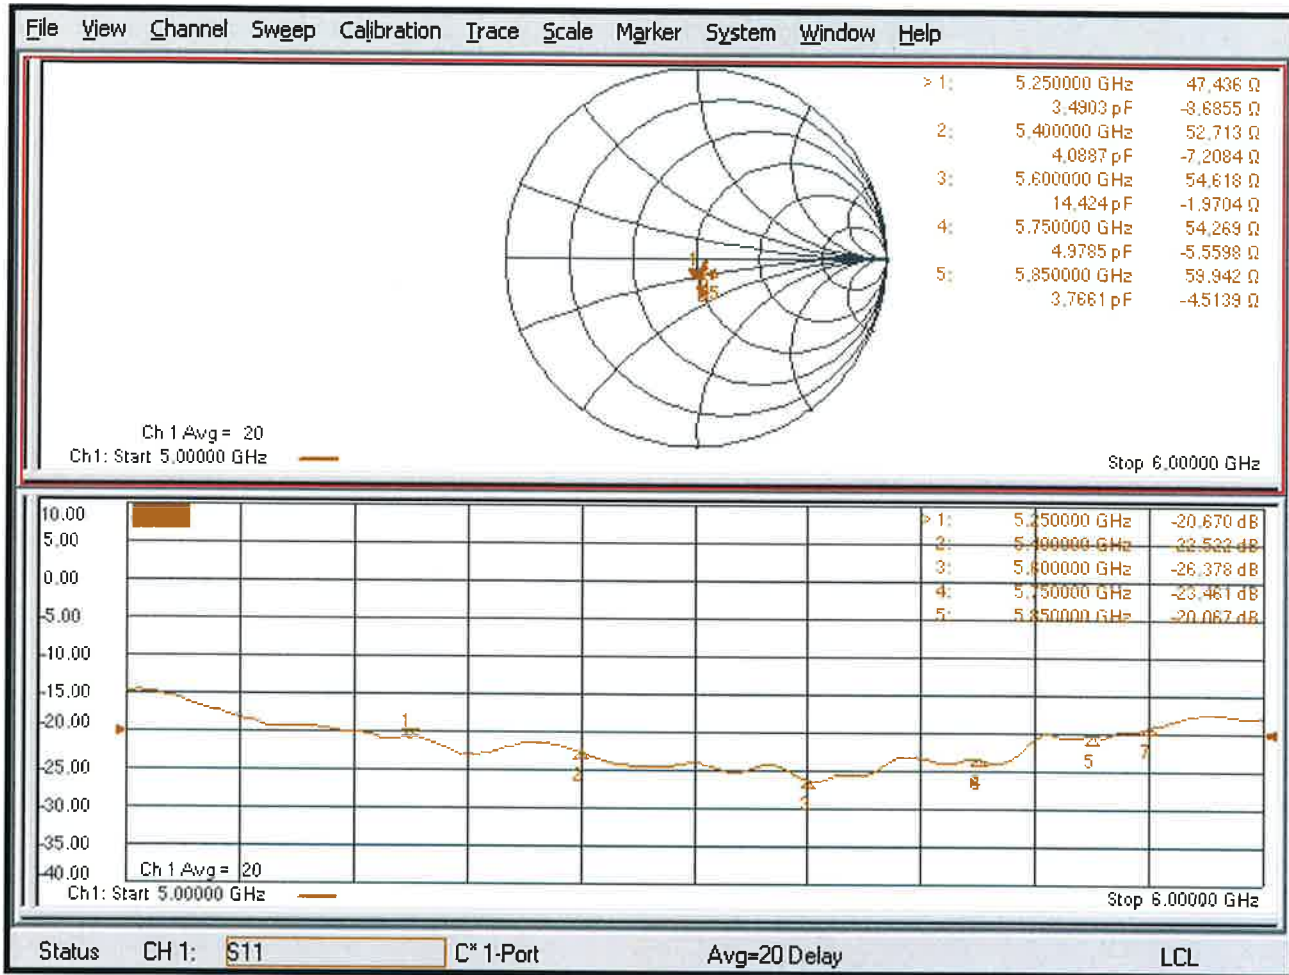 File View Channel Sweep Calibration Trace Scale Marker System Window Help
> 1: 5.250000 GHz 47.436 Ω
3.4903 pF -8.6855 Ω
2: 5.400000 GHz 52.713 Ω
4.0887 pF -7.2084 Ω
3: 5.600000 GHz 54.618 Ω
14.424 pF -1.9704 Ω
4: 5.750000 GHz 54.269 Ω
4.9785 pF -5.5598 Ω
5: 5.850000 GHz 59.942 Ω
3.7661 pF -4.5139 Ω
1
5
Ch 1 Avg = 20
Ch1: Start 5.00000 GHz
Stop 6.00000 GHz
10.00
5.00
0.00
-5.00
-10.00
-15.00
-20.00
-25.00
-30.00
-35.00
-40.00
> 1: 5.250000 GHz -20.670 dB
2: 5.400000 GHz -22.522 dB
3: 5.600000 GHz -26.378 dB
4: 5.750000 GHz -23.461 dB
5: 5.850000 GHz -20.067 dB
1
2
3
5
7
Ch 1 Avg = 20
Ch1: Start 5.00000 GHz
Stop 6.00000 GHz
Status CH 1: S11 C* 1-Port Avg=20 Delay LCL